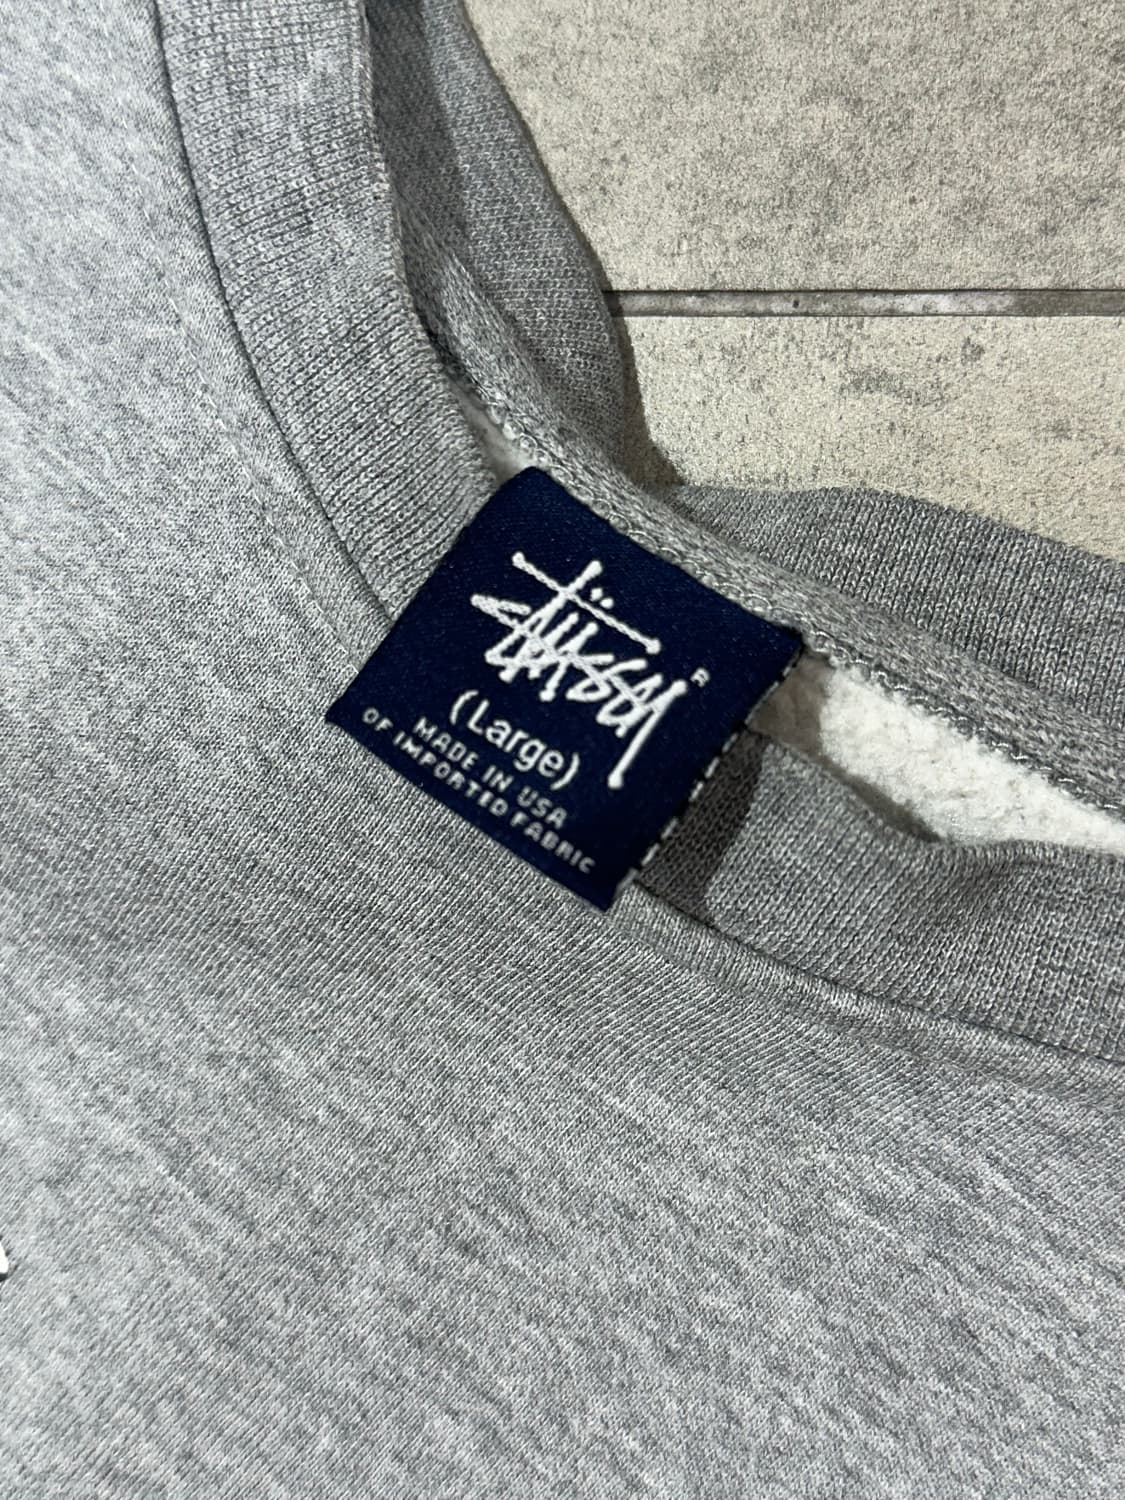 Stüssy
®
(Large)
MADE IN USA
OF IMPORTED FABRIC